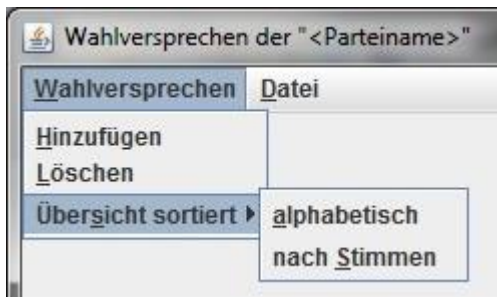 Wahlversprechen der "<Parteiname>"
Wahlversprechen Datei
Hinzufügen
Löschen
Übersicht sortiert
alphabetisch
nach Stimmen